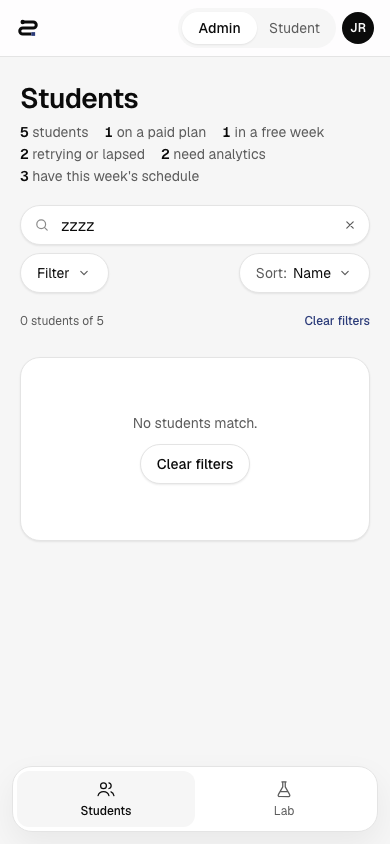 Admin Student JR
Students
5 students 1 on a paid plan 1 in a free week
2 retrying or lapsed 2 need analytics
3 have this week's schedule
zzzz
Filter Sort: Name
0 students of 5 Clear filters
No students match.
Clear filters
Students Lab